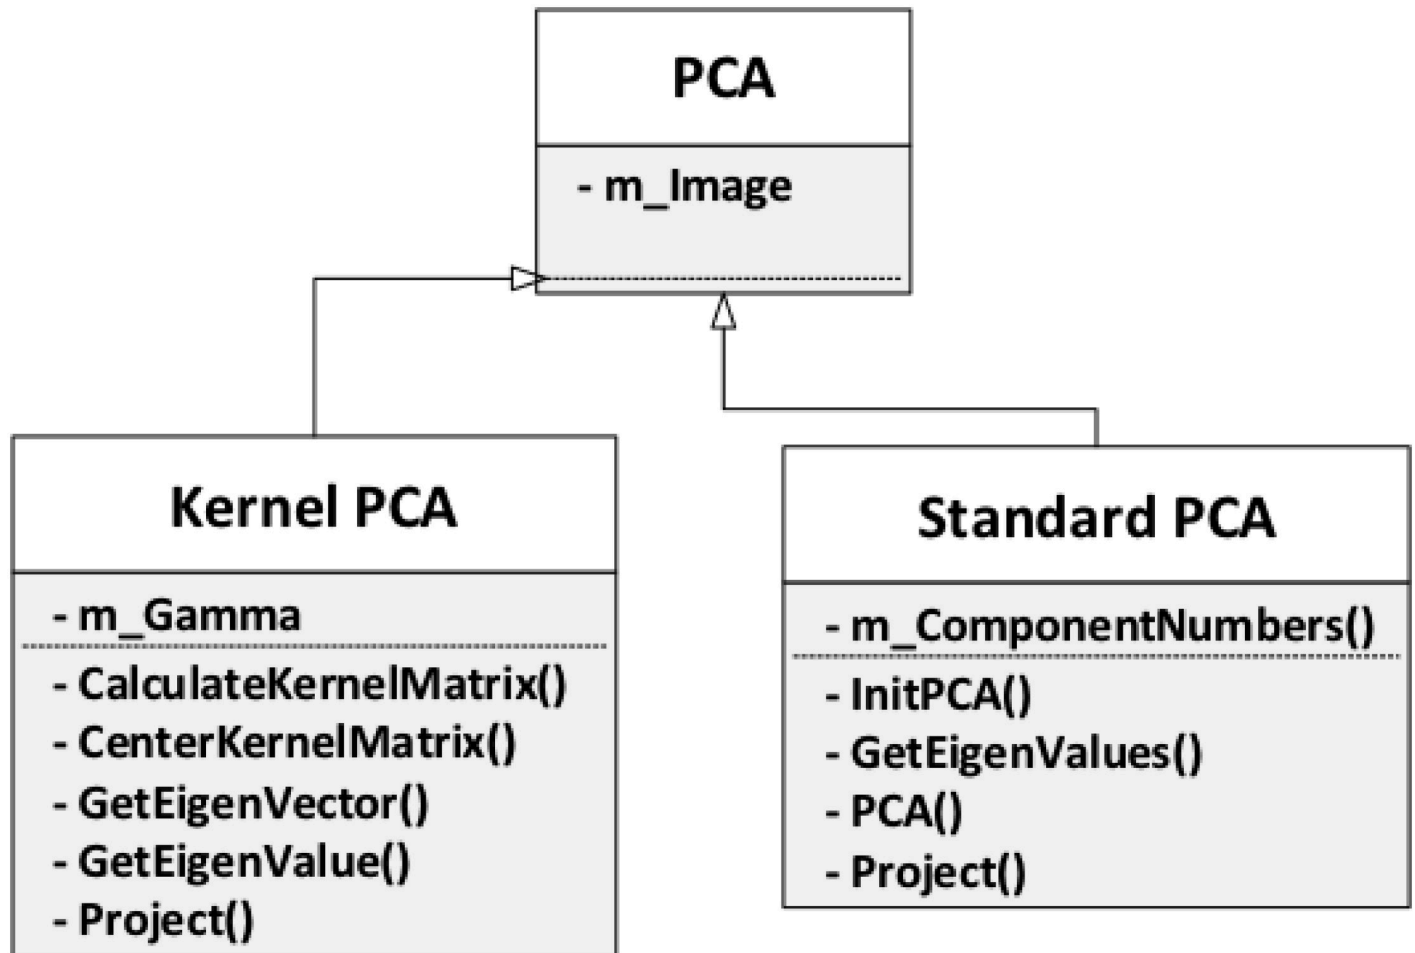 PCA
- m_Image
Kernel PCA
- m_Gamma
- CalculateKernelMatrix()
- CenterKernelMatrix()
- GetEigenVector()
- GetEigenValue()
- Project()
Standard PCA
- m_ComponentNumbers()
- InitPCA()
- GetEigenValues()
- PCA()
- Project()